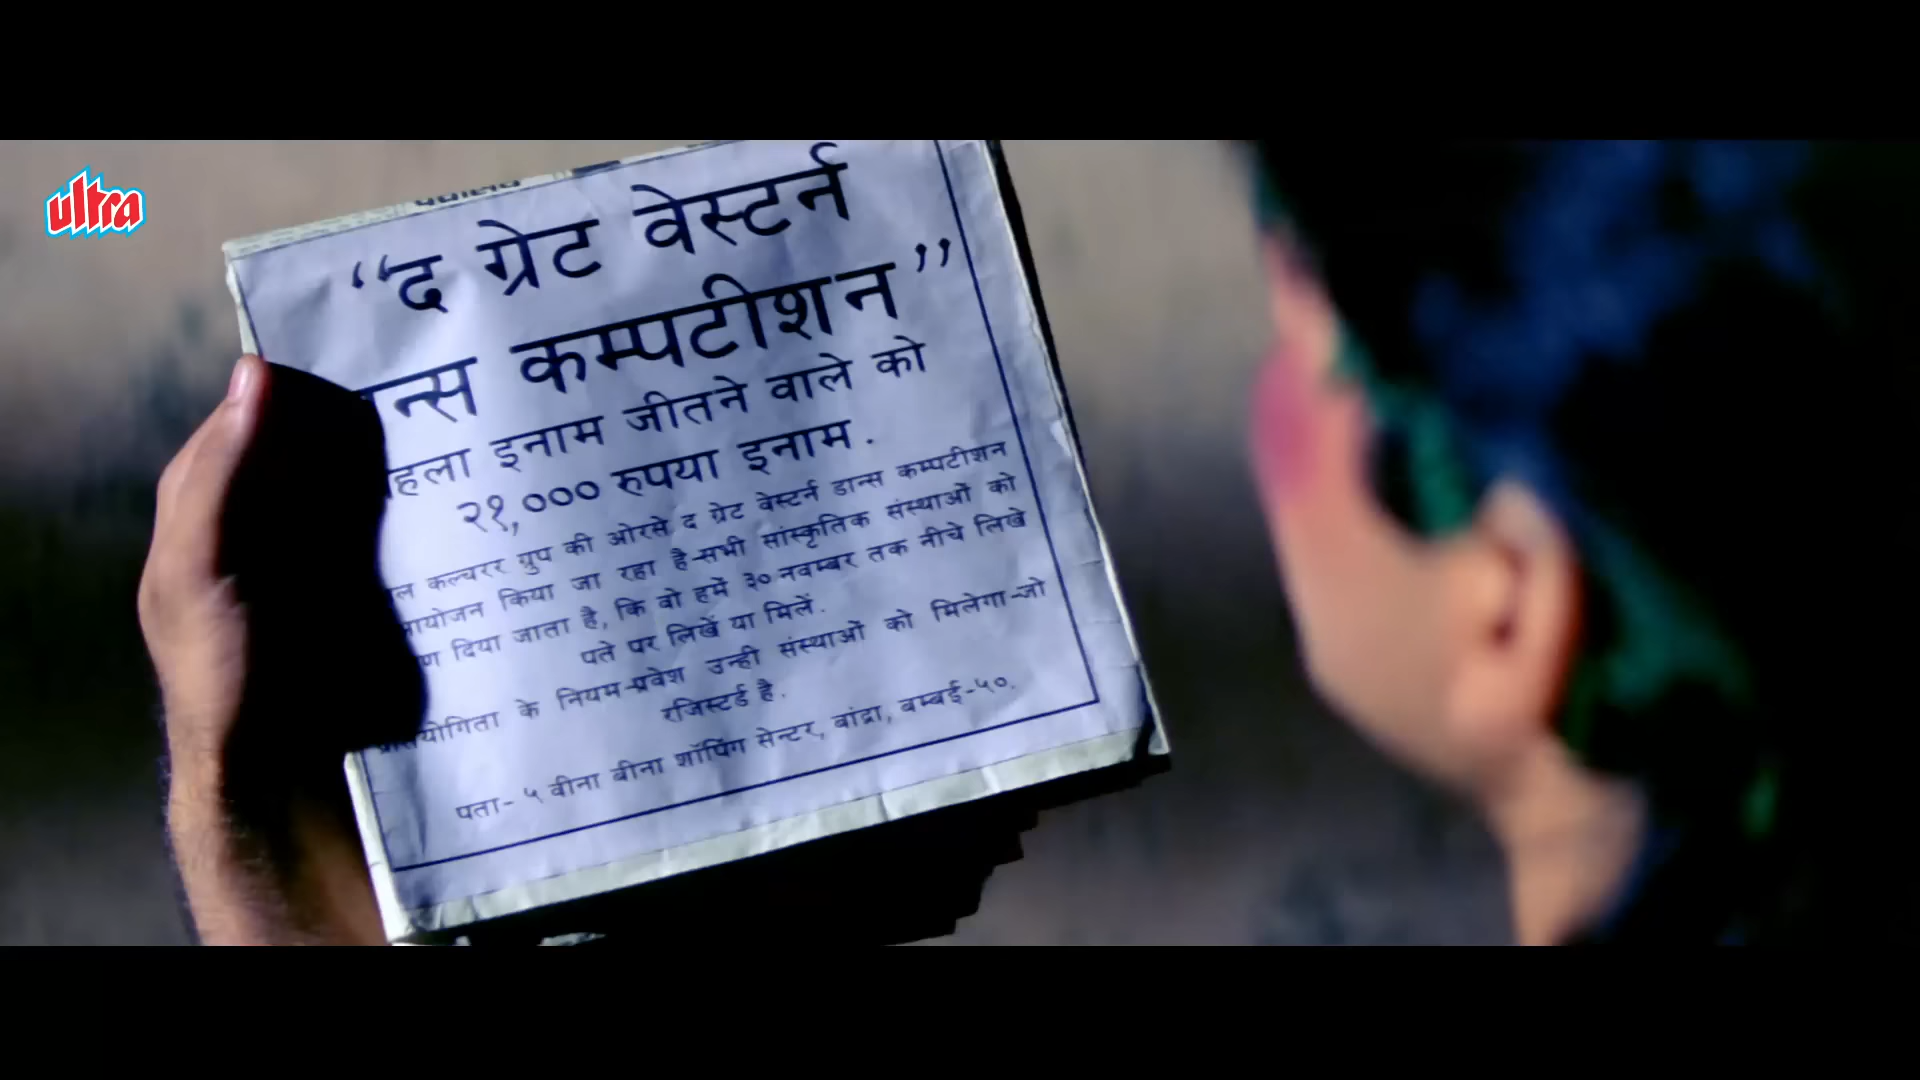 ultra
“द ग्रेट वेस्टर्न
न्स कम्पटीशन”
हला इनाम जीतने वाले को
२१,००० रुपया इनाम.
ल कल्चरर ग्रुप की ओरसे द ग्रेट वेस्टर्न डान्स कम्पटीशन
ायोजन किया जा रहा है-सभी सांस्कृतिक संस्थाओं को
ण दिया जाता है, कि वो हमें ३० नवम्बर तक नीचे लिखे
पते पर लिखें या मिलें.
योगिता के नियम-प्रवेश उन्ही संस्थाओं को मिलेगा-जो
रजिस्टर्ड है.
पता- ५ वीना बीना शॉपिंग सेन्टर, बांद्रा, बम्बई-५०.